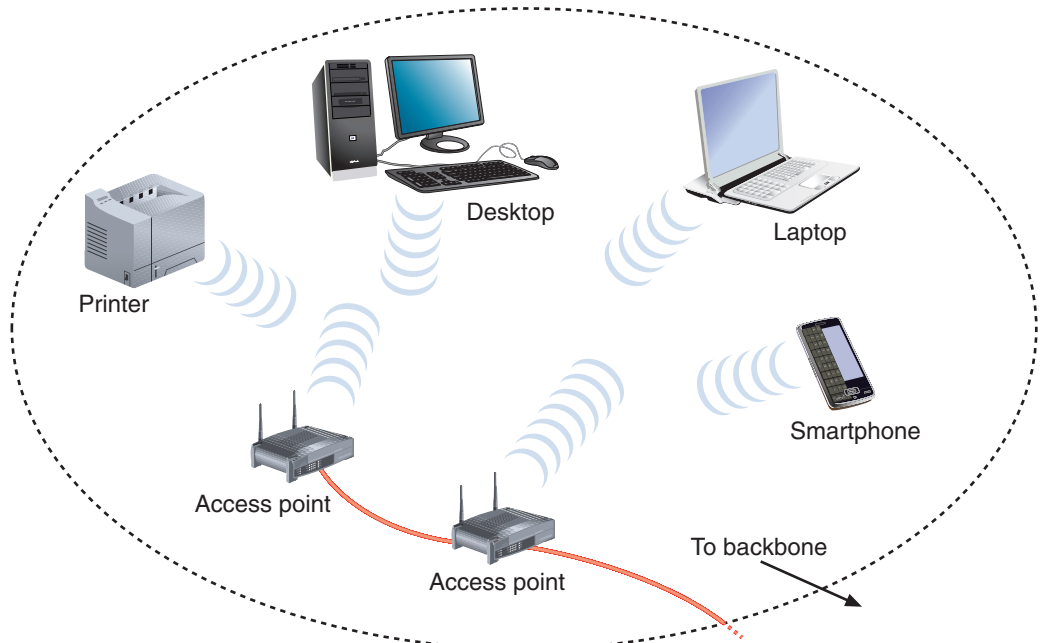 Desktop
Laptop
Printer
Smartphone
Access point
To backbone
Access point